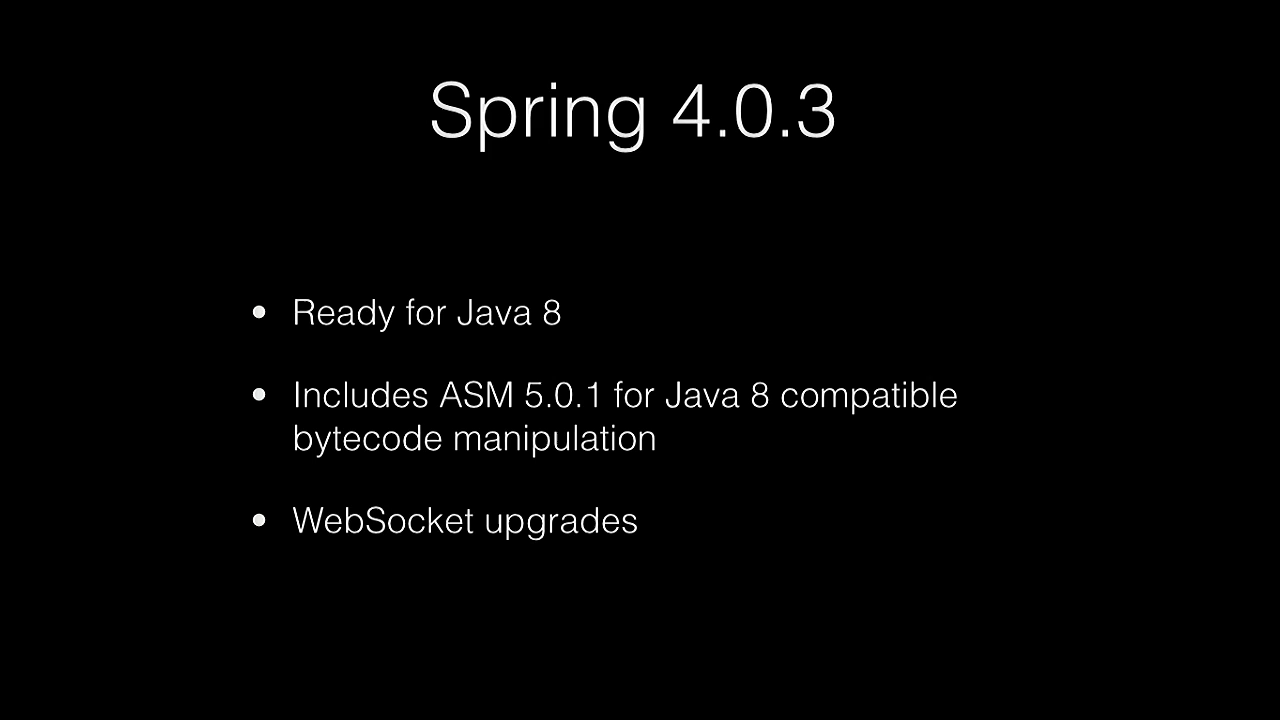 Spring 4.0.3
• Ready for Java 8
• Includes ASM 5.0.1 for Java 8 compatible
bytecode manipulation
• WebSocket upgrades